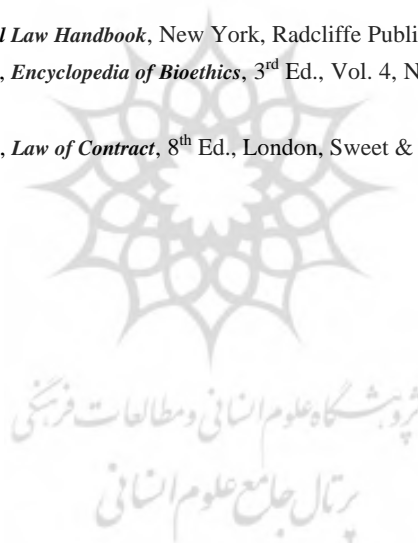 l Law Handbook, New York, Radcliffe Publi
, Encyclopedia of Bioethics, 3rd Ed., Vol. 4, N
, Law of Contract, 8th Ed., London, Sweet &
پژوهشگاه علوم انسانی و مطالعات فرهنگی
پرتال جامع علوم انسانی